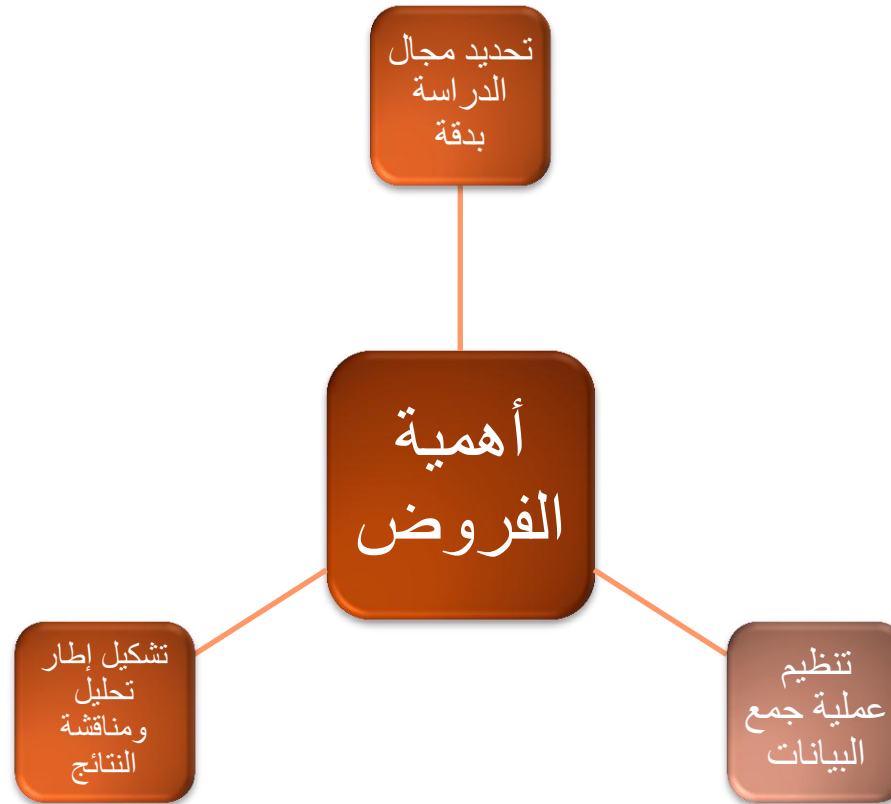 تحديد مجال
الدراسة
بدقة
أهمية
الفروض
تنظيم
عملية جمع
البيانات
تشكيل إطار
تحليل
ومناقشة
النتائج